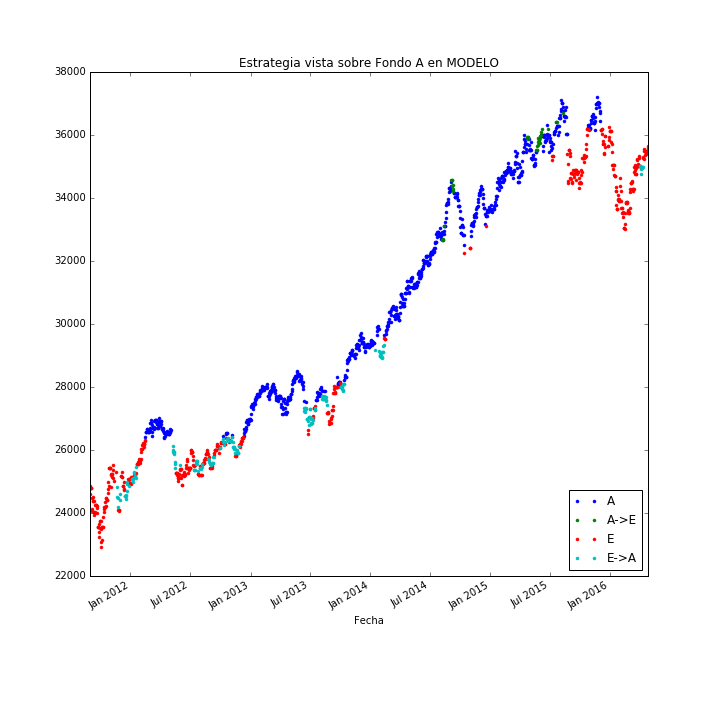 Estrategia vista sobre Fondo A en MODELO
38000
36000
34000
32000
30000
28000
26000
24000
22000
A
A->E
E
E->A
Jan 2012
Jul 2012
Jan 2013
Jul 2013
Jan 2014
Jul 2014
Jan 2015
Jul 2015
Jan 2016
Fecha